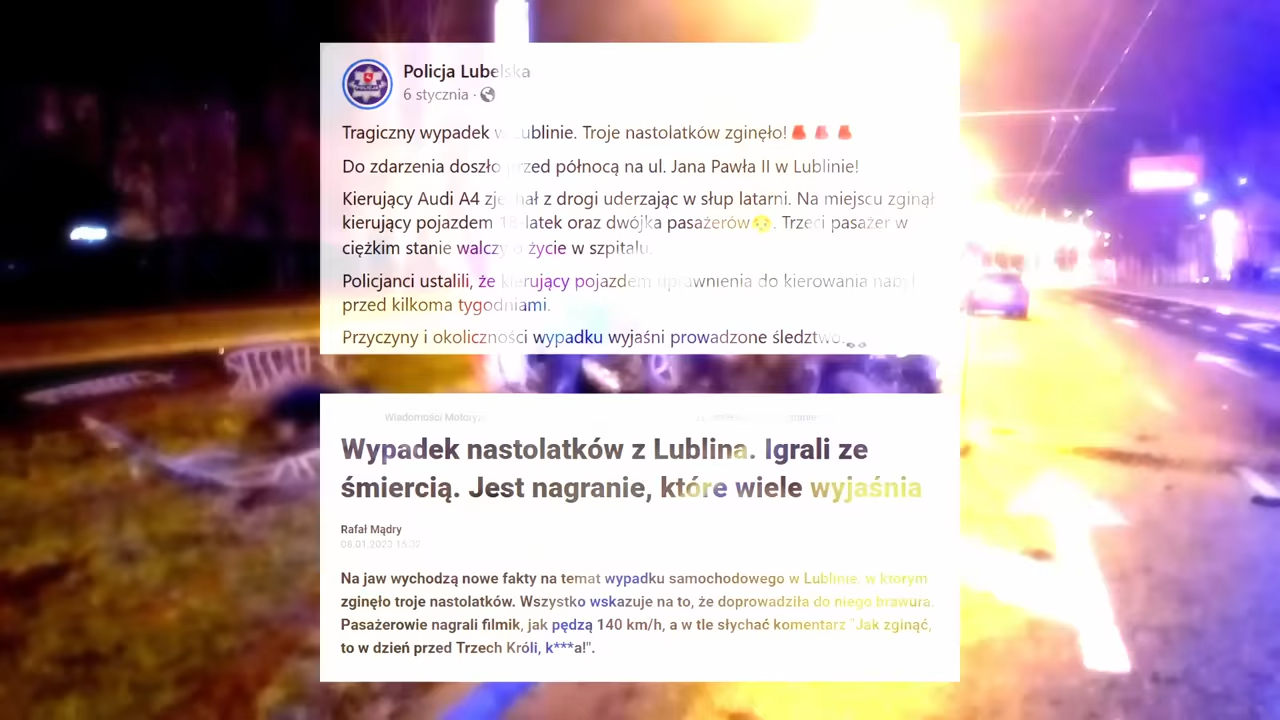 Policja Lubelska
6 stycznia ·
Tragiczny wypadek w Lublinie. Troje nastolatków zginęło!
Do zdarzenia doszło przed północą na ul. Jana Pawła II w Lublinie!
Kierujący Audi A4 zjechał z drogi uderzając w słup latarni. Na miejscu zginął
kierujący pojazdem 18-latek oraz dwójka pasażerów. Trzeci pasażer w
ciężkim stanie walczy o życie w szpitalu.
Policjanci ustalili, że kierujący pojazdem uprawnienia do kierowania nabył
przed kilkoma tygodniami.
Przyczyny i okoliczności wypadku wyjaśni prowadzone śledztwo.
Wiadomości Motoryz
Wypadek nastolatków z Lublina. Igrali ze
śmiercią. Jest nagranie, które wiele wyjaśnia
Rafał Mądry
08.01.2023
Na jaw wychodzą nowe fakty na temat wypadku samochodowego w Lublinie, w którym
zginęło troje nastolatków. Wszystko wskazuje na to, że doprowadziła do niego brawura.
Pasażerowie nagrali filmik, jak pędzą 140 km/h, a w tle słychać komentarz "Jak zginąć,
to w dzień przed Trzech Króli, k***a!".